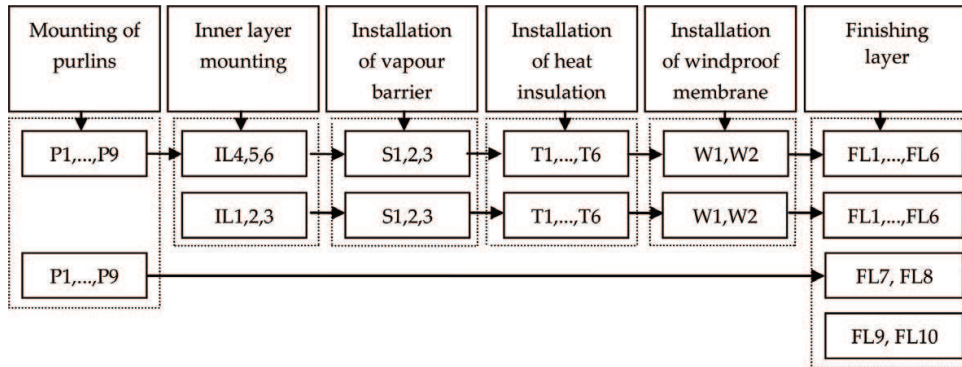 Mounting of
purlins
Inner layer
mounting
Installation
of vapour
barrier
Installation
of heat
insulation
Installation
of windproof
membrane
Finishing
layer
P1,...,P9
IL4,5,6
S1,2,3
T1,...,T6
W1,W2
FL1,...,FL6
IL1,2,3
S1,2,3
T1,...,T6
W1,W2
FL1,...,FL6
P1,...,P9
FL7, FL8
FL9, FL10